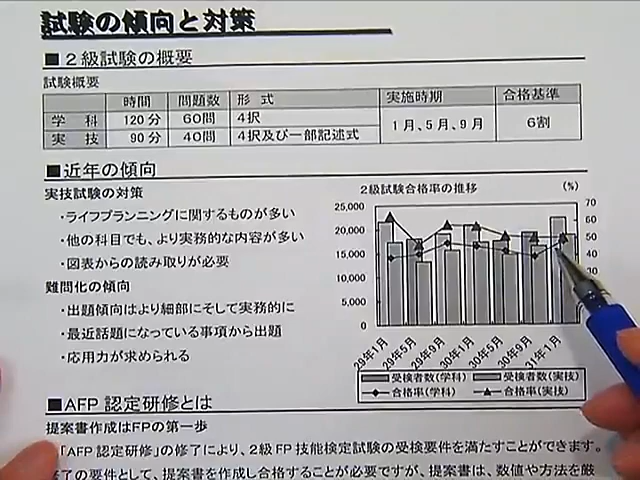 試験の傾向と対策
■２級試験の概要
試験概要
時間 問題数 形 式 実施時期 合格基準
学 科 120分 60問 4択 1月、5月、9月 6割
実 技 90分 40問 4択及び一部記述式
■近年の傾向
実技試験の対策
・ライフプランニングに関するものが多い
・他の科目でも、より実務的な内容が多い
・図表からの読み取りが必要
難問化の傾向
・出題傾向はより細部にそして実務的に
・最近話題になっている事項から出題
・応用力が求められる
2級試験合格率の推移 (%)
25,000
20,000
15,000
10,000
5,000
0
70
60
50
40
30
29年1月 29年5月 29年9月 30年1月 30年5月 30年9月 31年1月
受検者数(学科) 受検者数(実技)
合格率(学科) 合格率(実技)
■AFP認定研修とは
提案書作成はFPの第一歩
「AFP認定研修」の修了により、2級FP技能検定試験の受検要件を満たすことができます。
了の要件として、提案書を作成し合格することが必要ですが、提案書は、数値や方法を厳